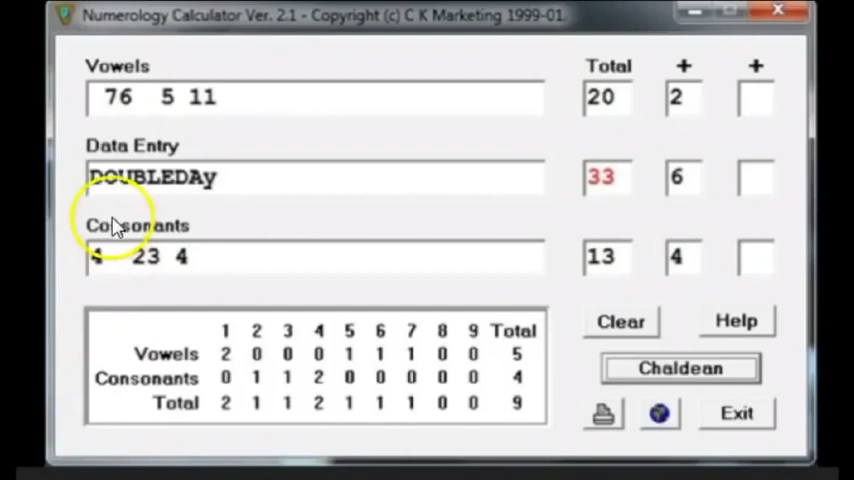 Numerology Calculator Ver. 2.1 - Copyright (c) C K Marketing 1999-01
Vowels Total + +
76 5 11 20 2
Data Entry
DOUBLEDAy 33 6
Consonants
4 23 4 13 4
1 2 3 4 5 6 7 8 9 Total
Vowels 2 0 0 0 1 1 1 0 0 5
Consonants 0 1 1 2 0 0 0 0 0 4
Total 2 1 1 2 1 1 1 0 0 9
Clear Help
Chaldean
Exit